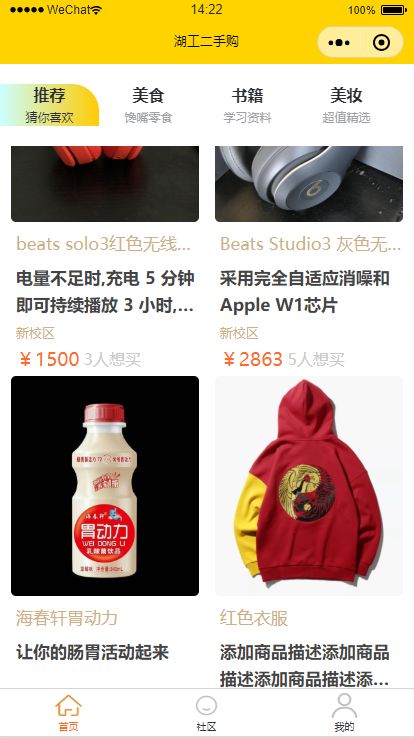 WeChat
14:22
100%
湖工二手购
推荐 美食 书籍 美妆
猜你喜欢 馋嘴零食 学习资料 超值精选
beats solo3红色无线...
Beats Studio3 灰色无...
电量不足时,充电 5 分钟
即可持续播放 3 小时,...
采用完全自适应消噪和
Apple W1芯片
新校区
新校区
￥1500 3人想买
￥2863 5人想买
海春轩
胃动力
WEI DONG LI
乳酸菌饮品
海春轩胃动力
红色衣服
让你的肠胃活动起来
添加商品描述添加商品
描述添加商品描述添...
首页 社区 我的